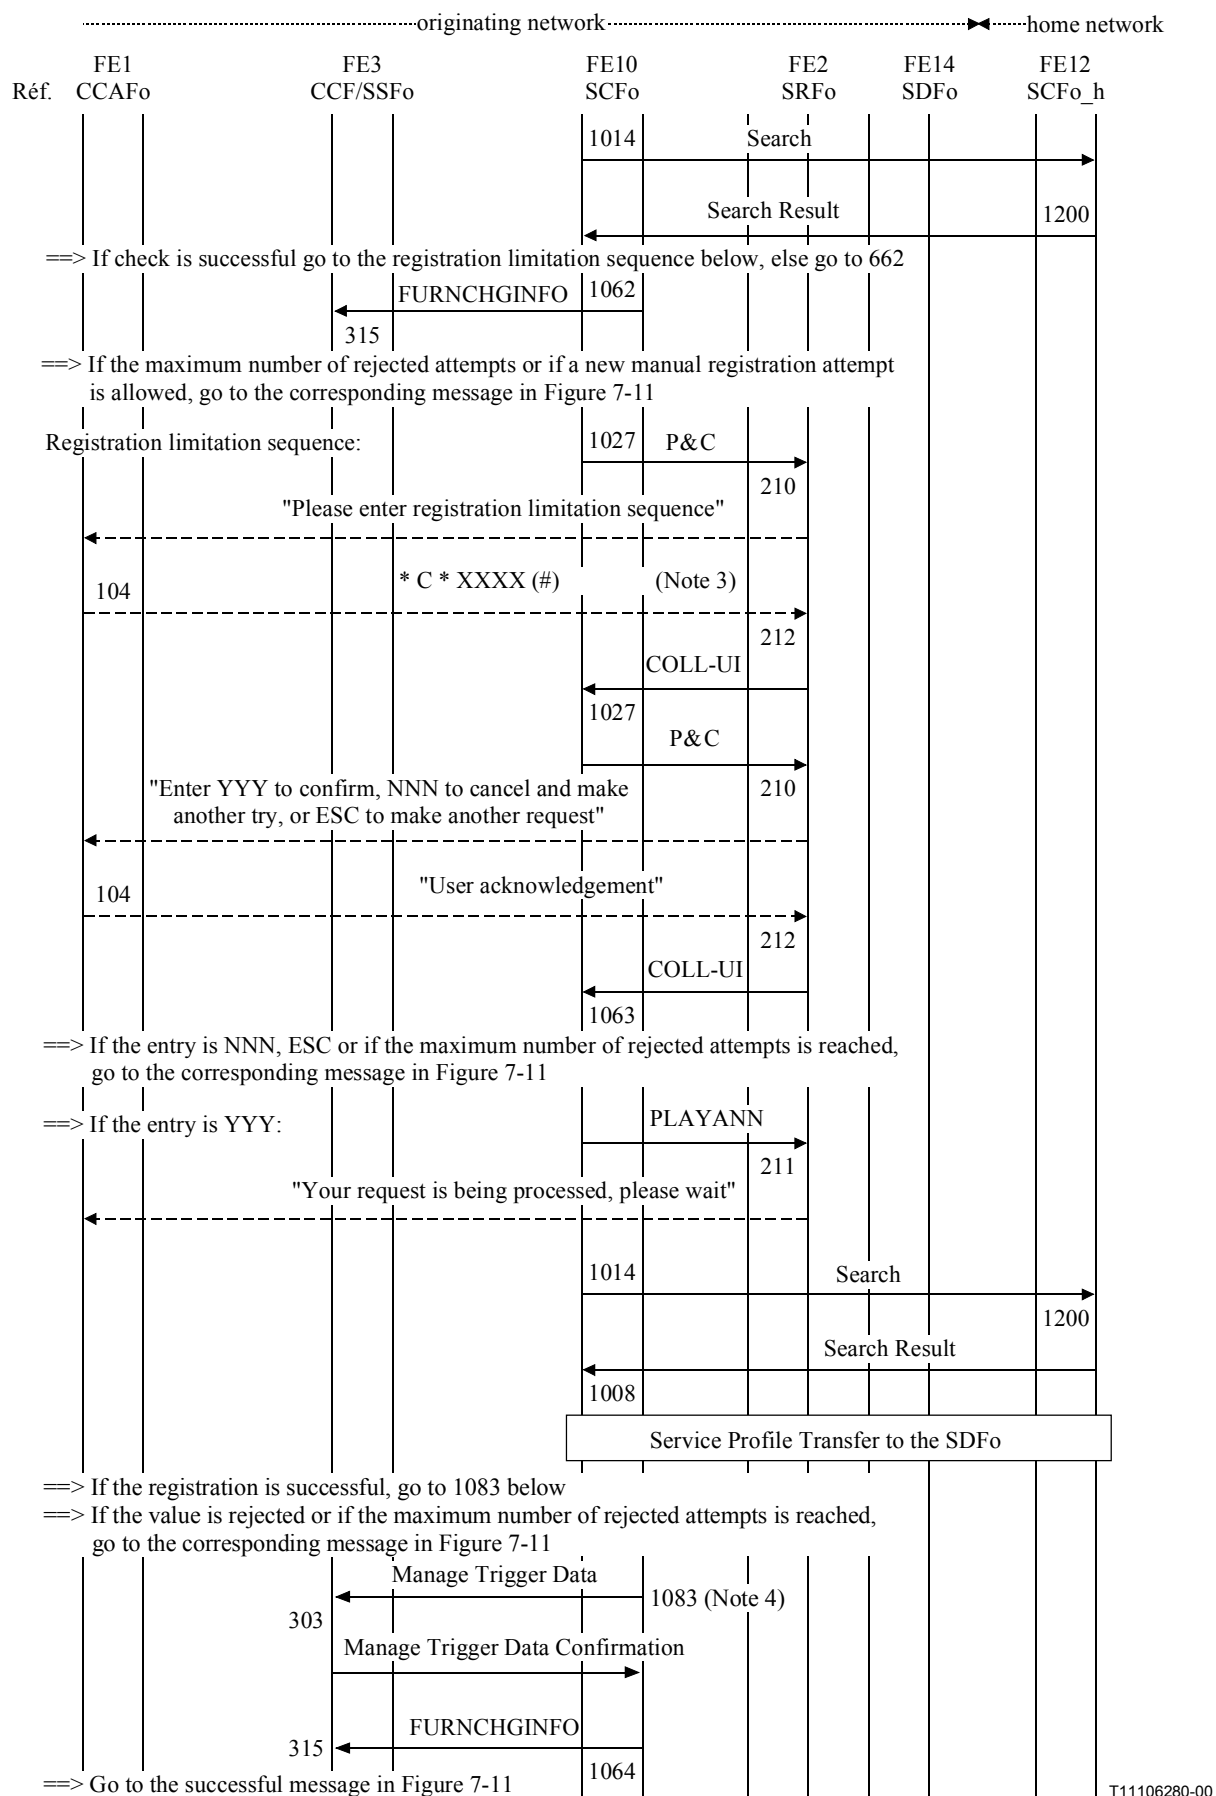 originating network home network
FE1 FE3 FE10 FE2 FE14 FE12
Réf. CCAFo CCF/SSFo SCFo SRFo SDFo SCFo_h
1014 Search
Search Result 1200
==> If check is successful go to the registration limitation sequence below, else go to 662
FURNCHGINFO 1062
315
==> If the maximum number of rejected attempts or if a new manual registration attempt
is allowed, go to the corresponding message in Figure 7-11
Registration limitation sequence: 1027 P&C
210
"Please enter registration limitation sequence"
104 * C * XXXX (#) (Note 3)
212
COLL-UI
1027
P&C
"Enter YYY to confirm, NNN to cancel and make 210
another try, or ESC to make another request"
104 "User acknowledgement"
212
COLL-UI
1063
==> If the entry is NNN, ESC or if the maximum number of rejected attempts is reached,
go to the corresponding message in Figure 7-11
==> If the entry is YYY: PLAYANN
211
"Your request is being processed, please wait"
1014 Search
1200
Search Result
1008
Service Profile Transfer to the SDFo
==> If the registration is successful, go to 1083 below
==> If the value is rejected or if the maximum number of rejected attempts is reached,
go to the corresponding message in Figure 7-11
Manage Trigger Data
1083 (Note 4)
303
Manage Trigger Data Confirmation
FURNCHGINFO
315
1064
==> Go to the successful message in Figure 7-11
T11106280-00